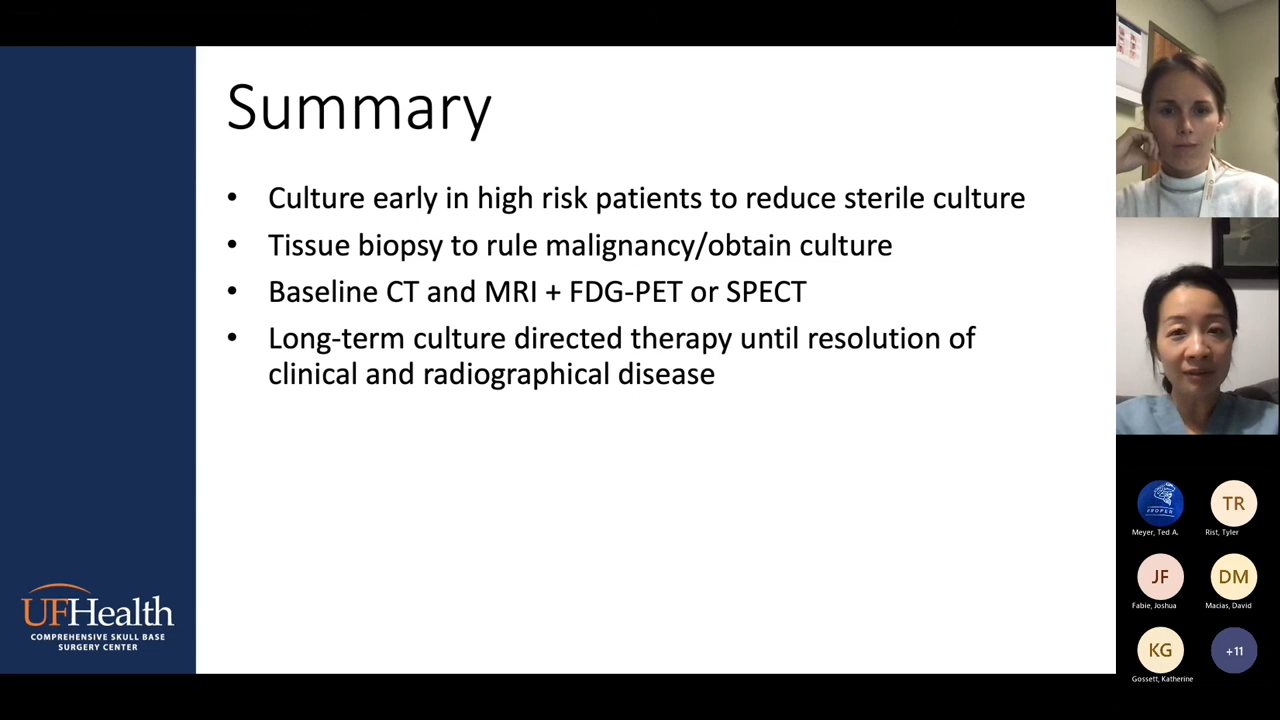 Summary
• Culture early in high risk patients to reduce sterile culture
• Tissue biopsy to rule malignancy/obtain culture
• Baseline CT and MRI + FDG-PET or SPECT
• Long-term culture directed therapy until resolution of
clinical and radiographical disease
UFHealth
COMPREHENSIVE SKULL BASE
SURGERY CENTER
TR
Meyer, Ted A.
Rist, Tyler
JF
DM
Fabie, Joshua
Macias, David
KG
+11
Gossett, Katherine